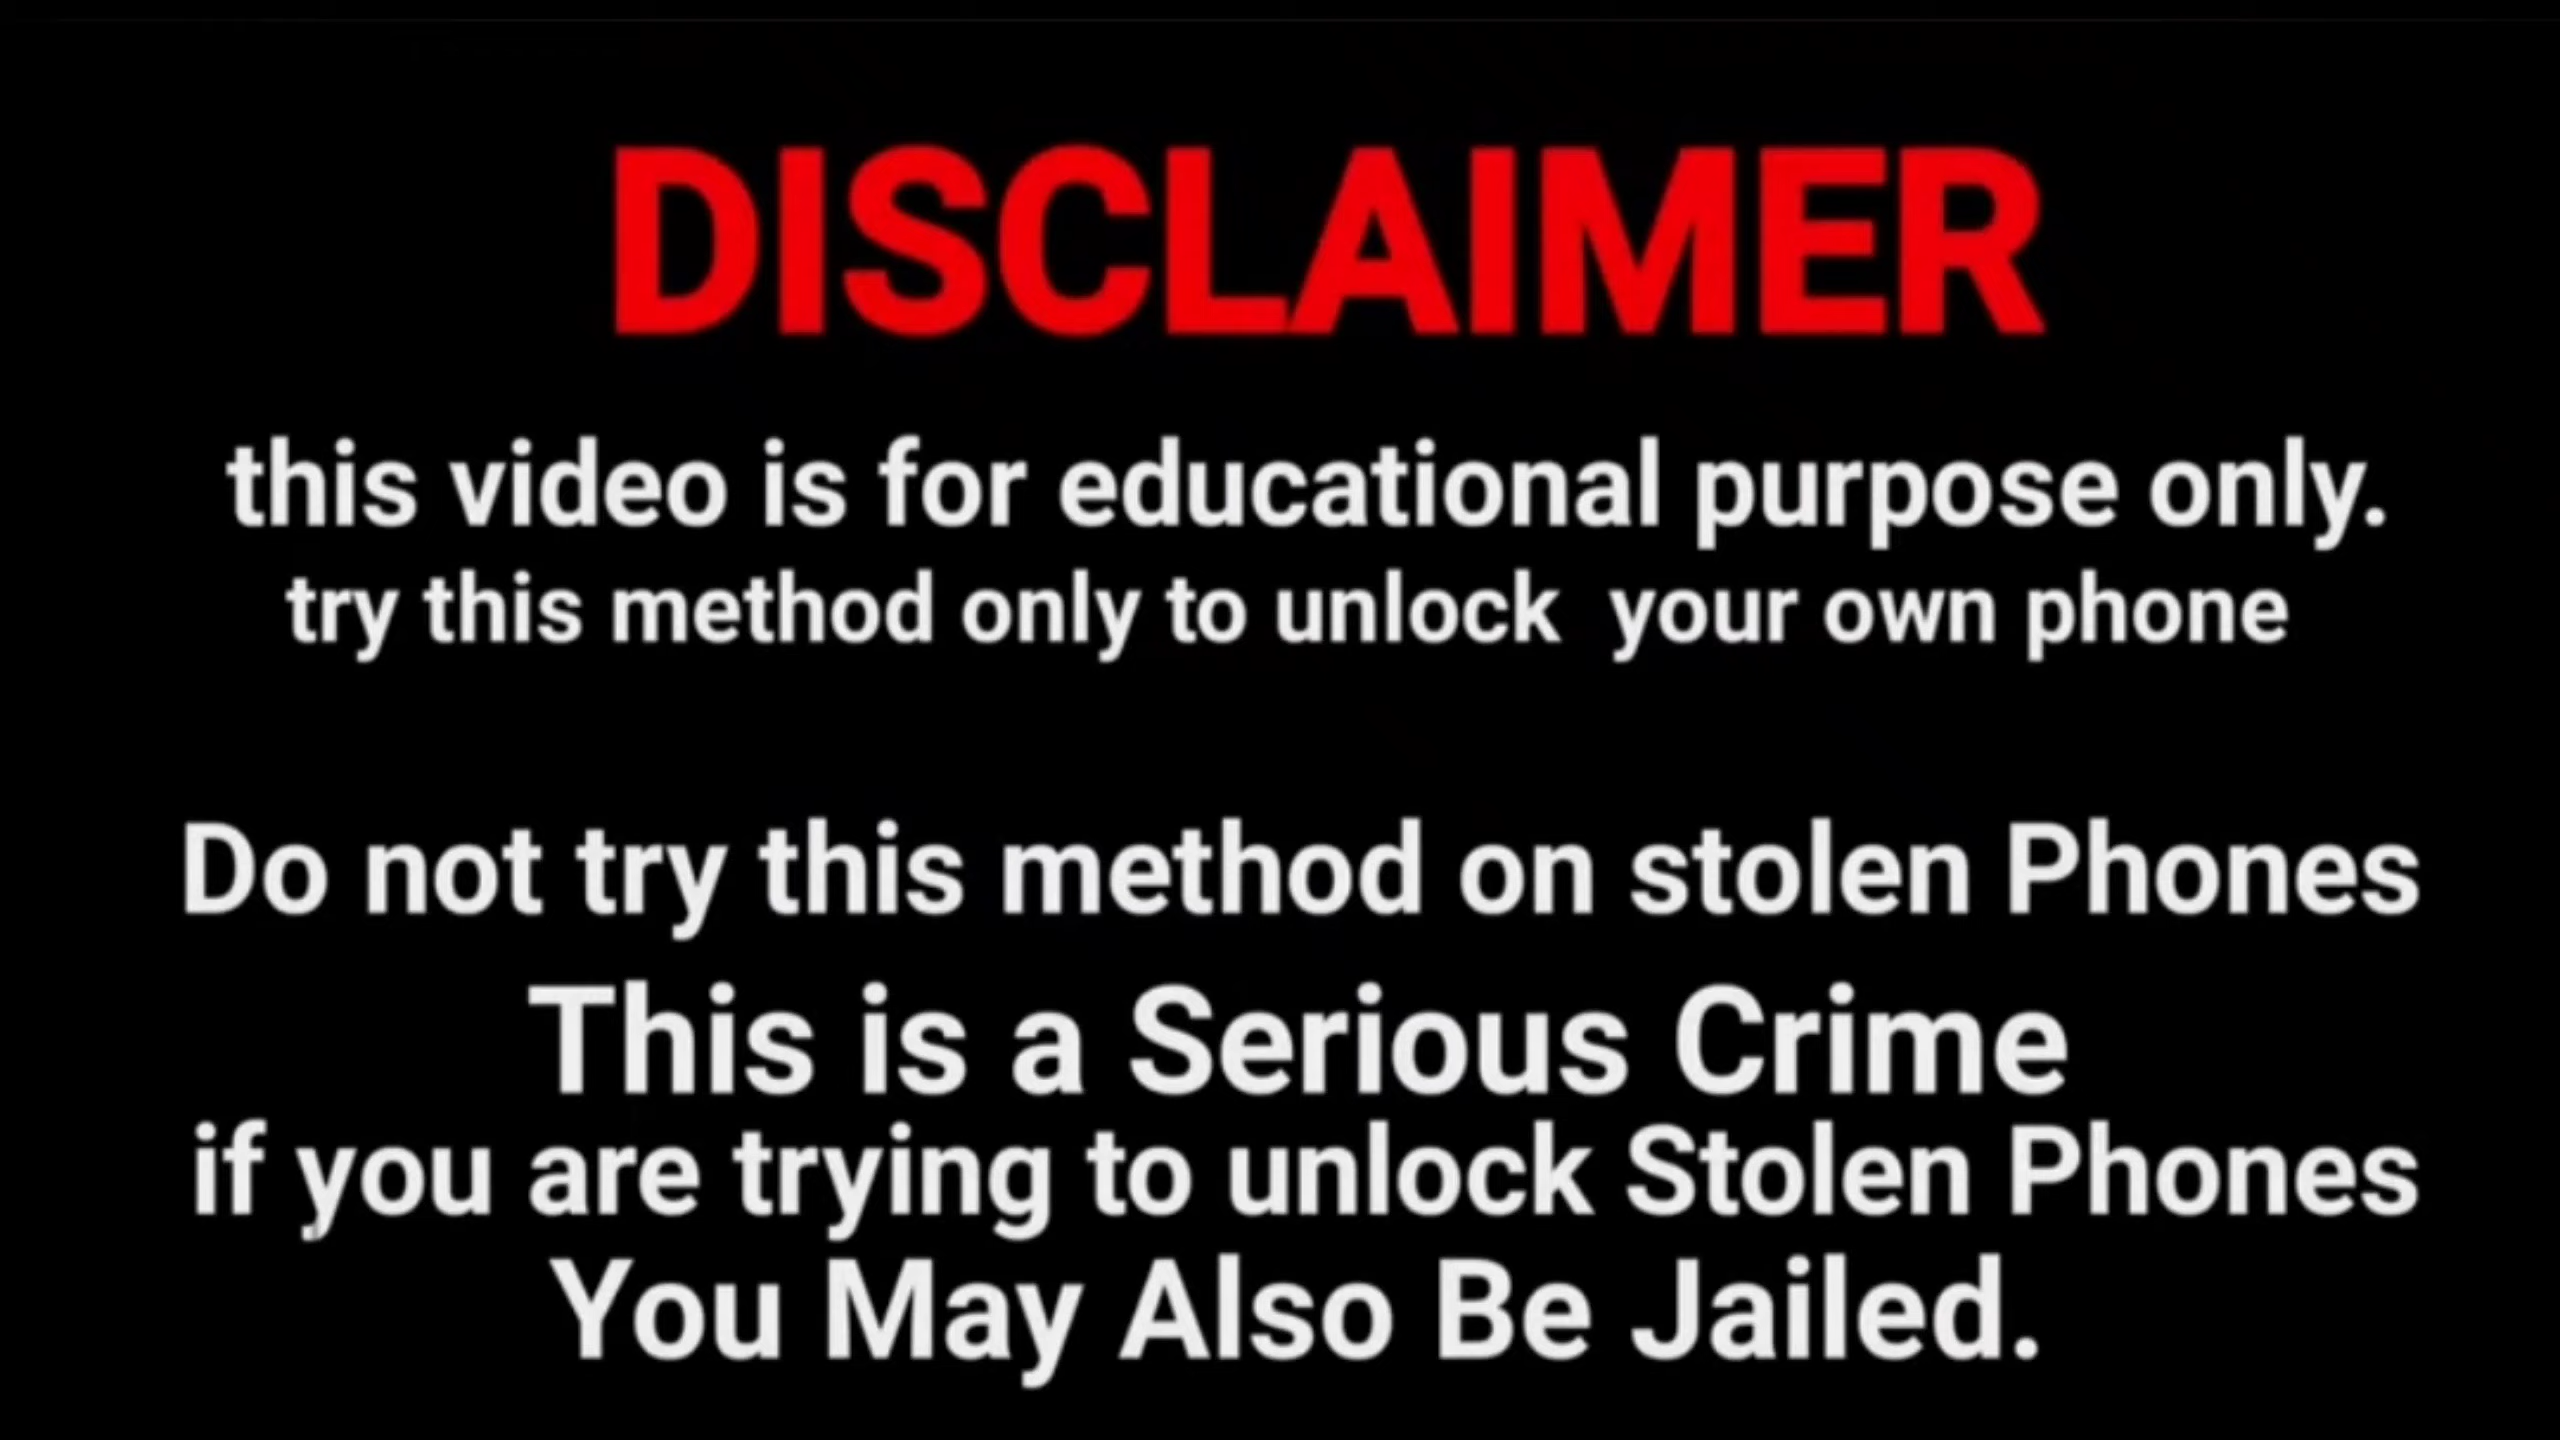 DISCLAIMER
this video is for educational purpose only.
try this method only to unlock  your own phone
Do not try this method on stolen Phones
This is a Serious Crime
if you are trying to unlock Stolen Phones
You May Also Be Jailed.